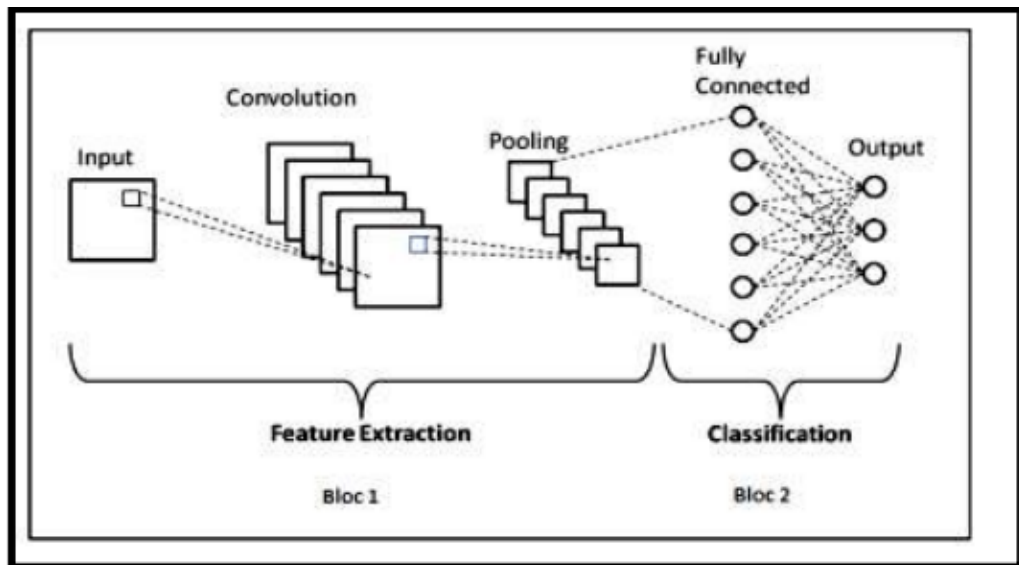 Fully
Connected
Convolution
Pooling
Output
Input
Feature Extraction
Classification
Bloc 1
Bloc 2